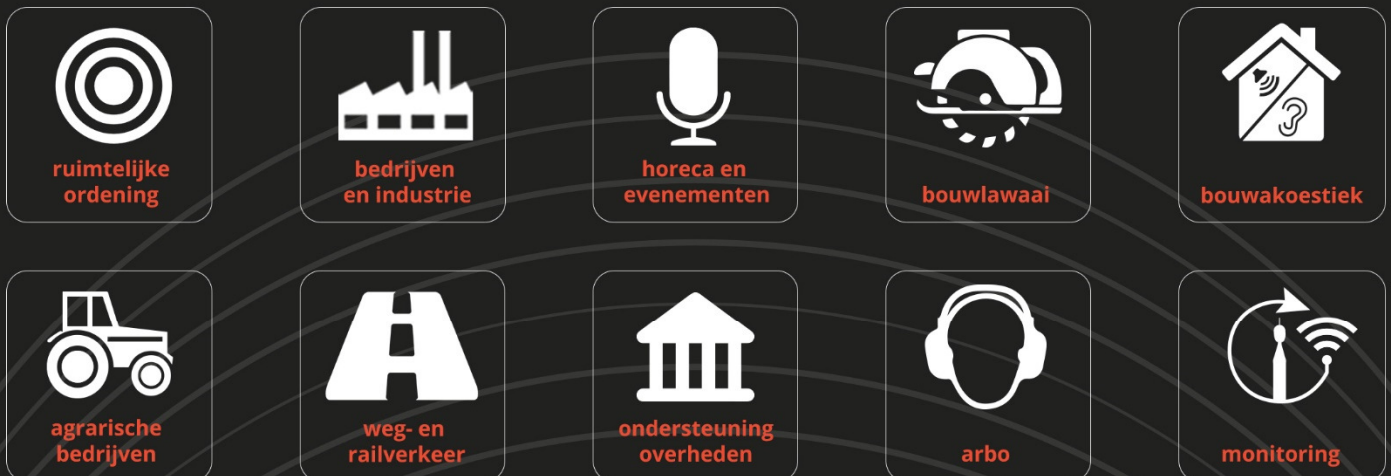 ruimtelijke
ordening
bedrijven
en industrie
horeca en
evenementen
bouwlawaai
bouwakoestiek
agrarische
bedrijven
weg- en
railverkeer
ondersteuning
overheden
arbo
monitoring